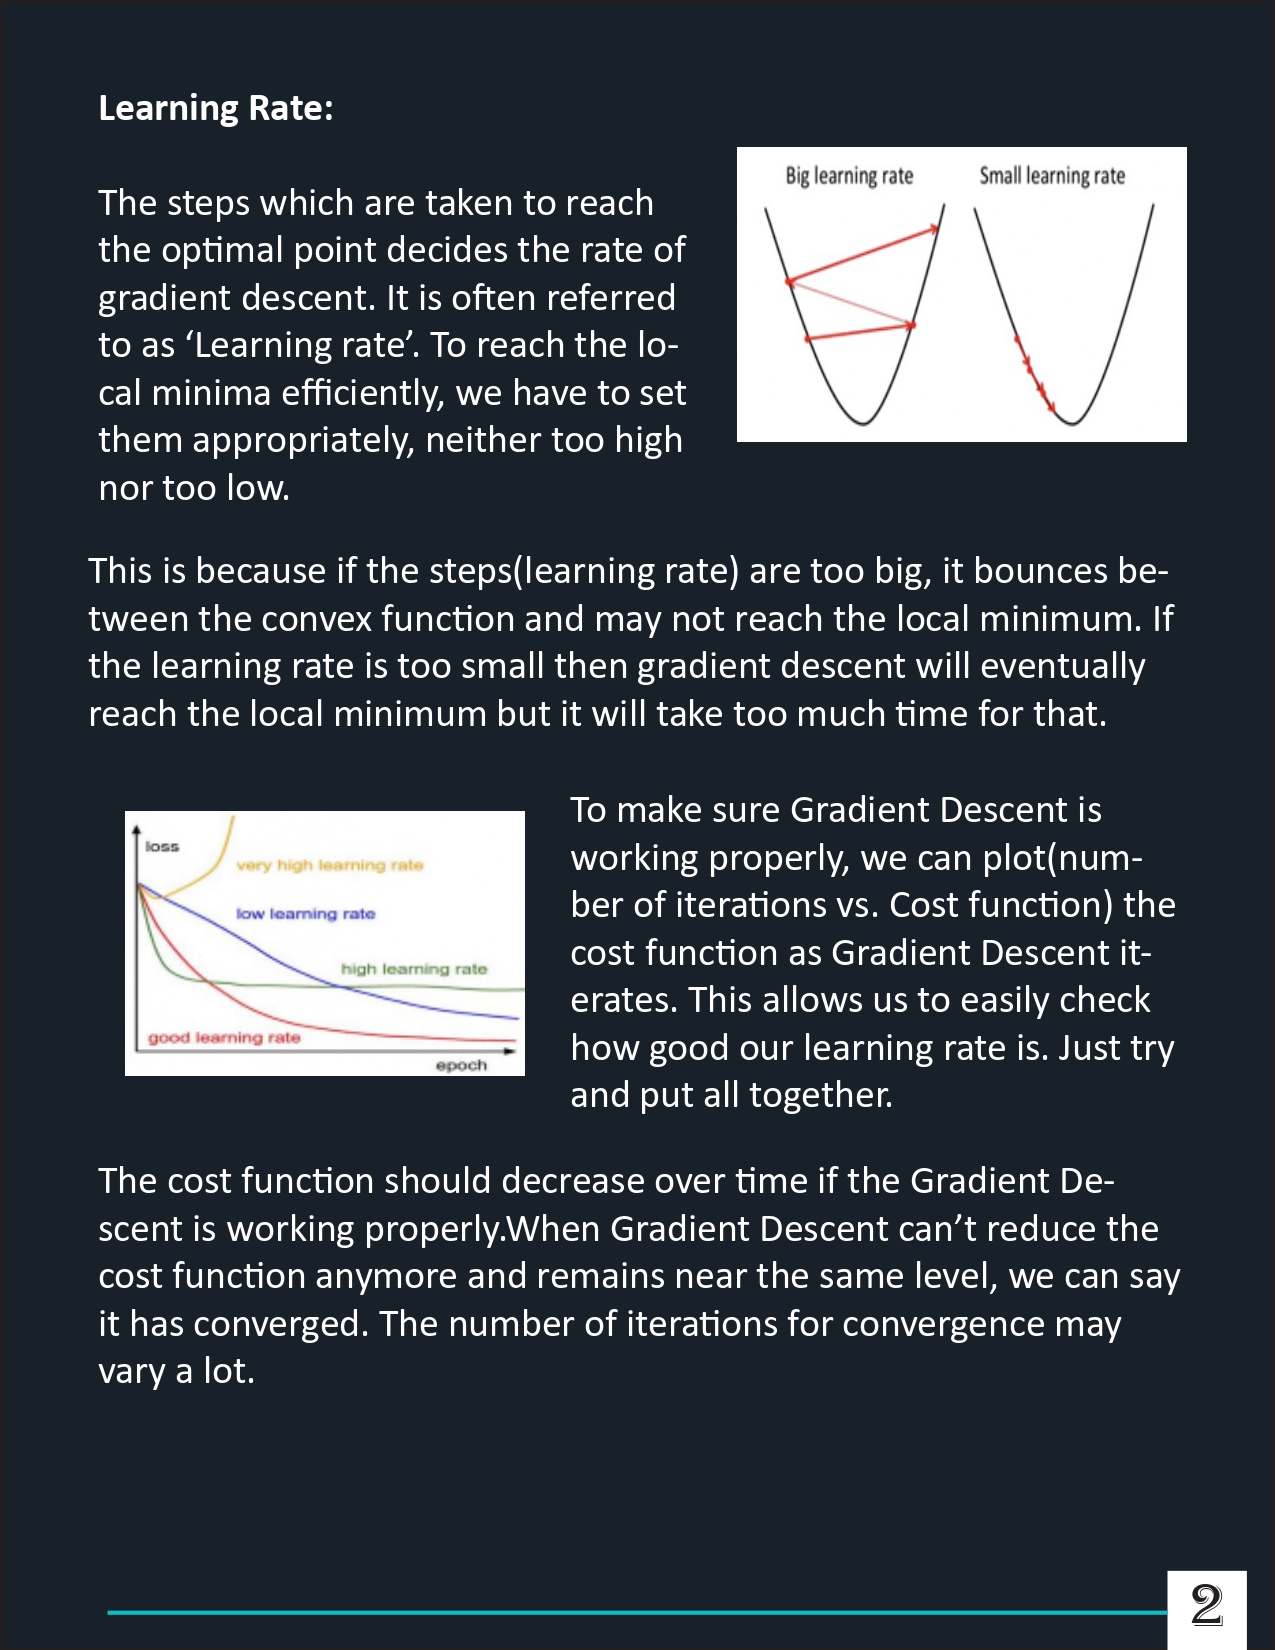 Learning Rate:
Big learning rate
Small learning rate
The steps which are taken to reach
the optimal point decides the rate of
gradient descent. It is often referred
to as ‘Learning rate’. To reach the lo-
cal minima efficiently, we have to set
them appropriately, neither too high
nor too low.
This is because if the steps(learning rate) are too big, it bounces be-
tween the convex function and may not reach the local minimum. If
the learning rate is too small then gradient descent will eventually
reach the local minimum but it will take too much time for that.
loss
very high learning rate
low learning rate
high learning rate
good learning rate
epoch
To make sure Gradient Descent is
working properly, we can plot(num-
ber of iterations vs. Cost function) the
cost function as Gradient Descent it-
erates. This allows us to easily check
how good our learning rate is. Just try
and put all together.
The cost function should decrease over time if the Gradient De-
scent is working properly.When Gradient Descent can’t reduce the
cost function anymore and remains near the same level, we can say
it has converged. The number of iterations for convergence may
vary a lot.
2